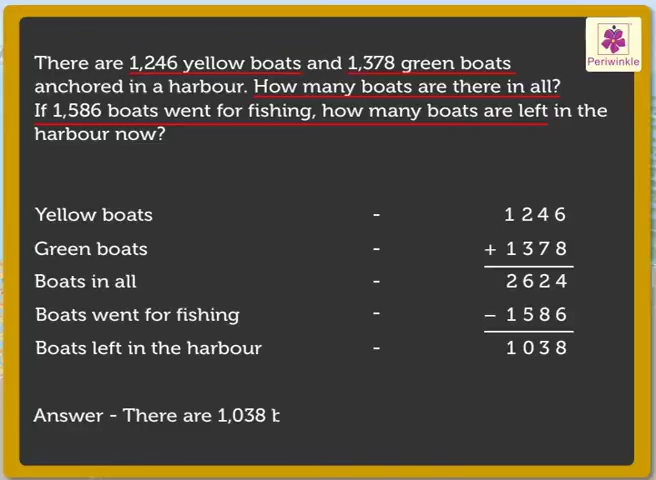 Periwinkle
There are 1,246 yellow boats and 1,378 green boats
anchored in a harbour. How many boats are there in all?
If 1,586 boats went for fishing, how many boats are left in the
harbour now?
Yellow boats - 1 2 4 6
Green boats - + 1 3 7 8
Boats in all - 2 6 2 4
Boats went for fishing - − 1 5 8 6
Boats left in the harbour - 1 0 3 8
Answer - There are 1,038